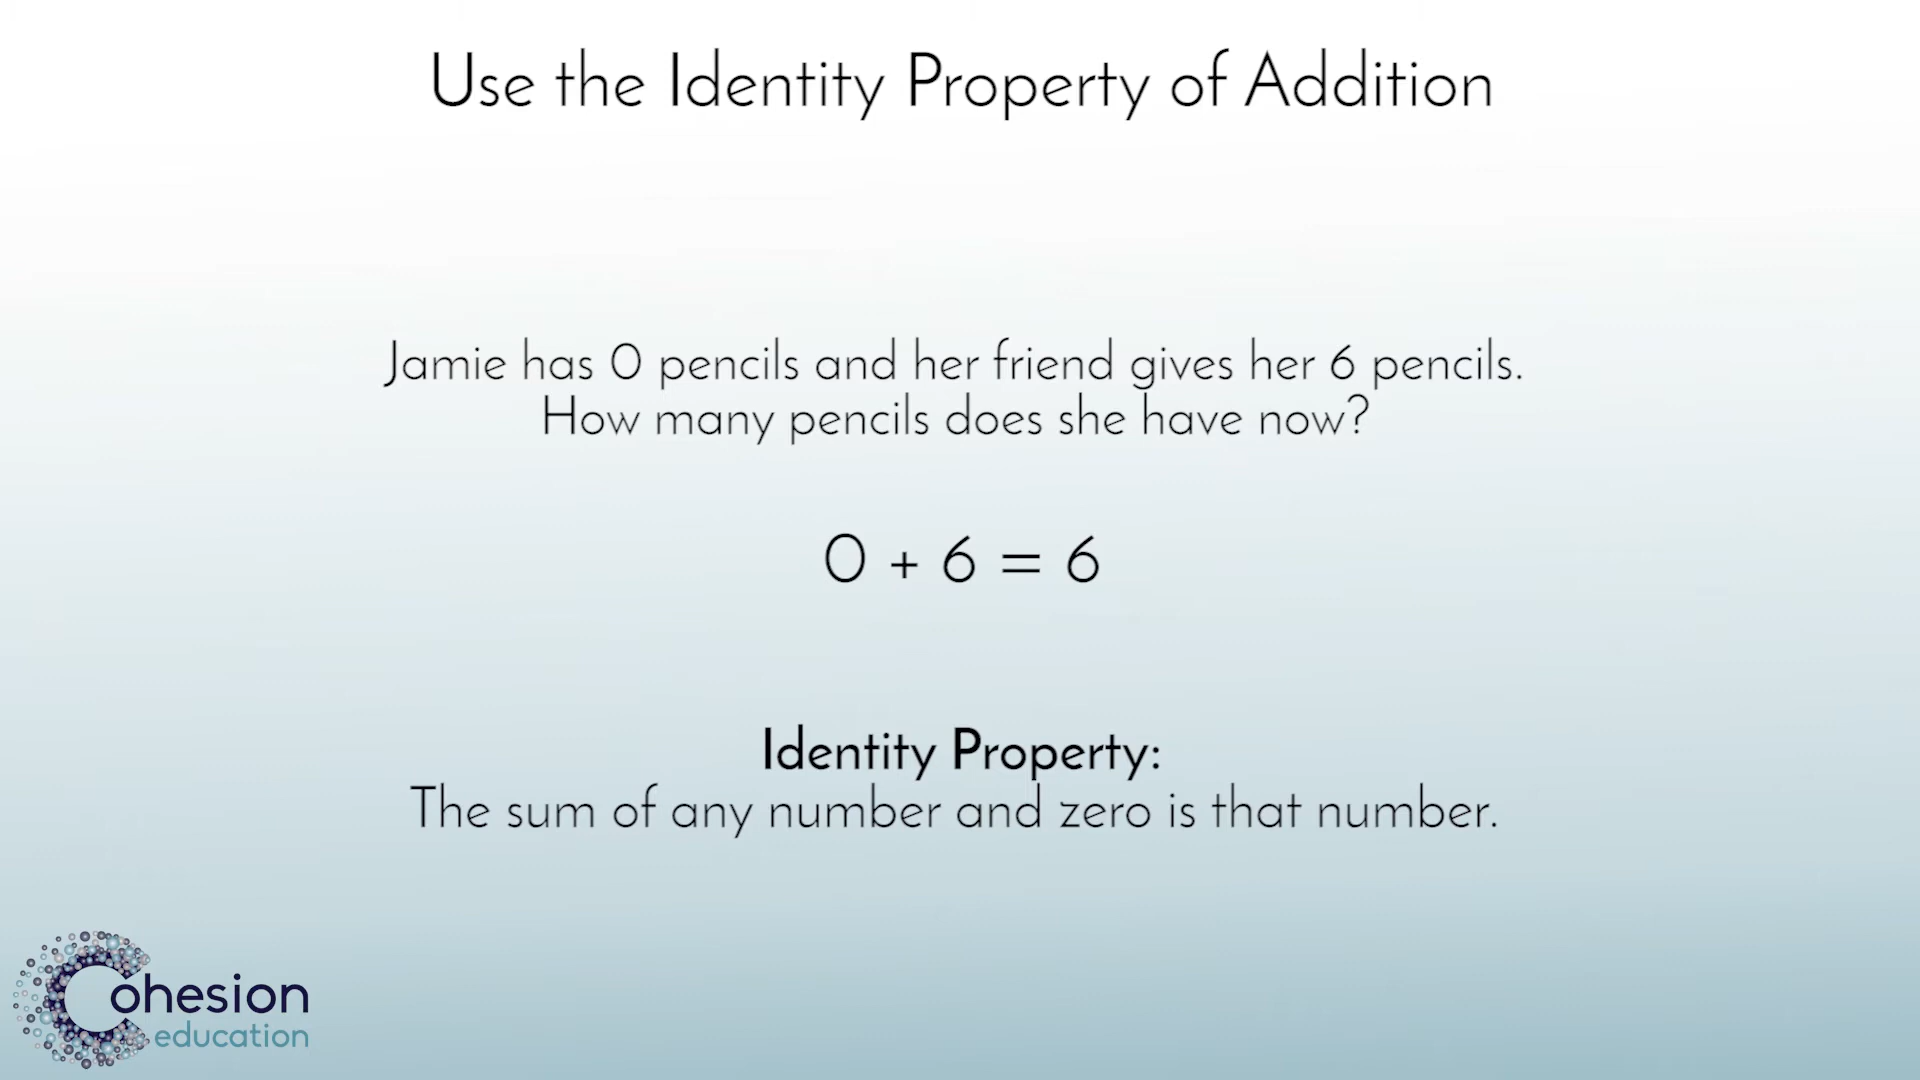 Use the Identity Property of Addition
Jamie has 0 pencils and her friend gives her 6 pencils.
How many pencils does she have now?
0 + 6 = 6
Identity Property:
The sum of any number and zero is that number.
Cohesion
education